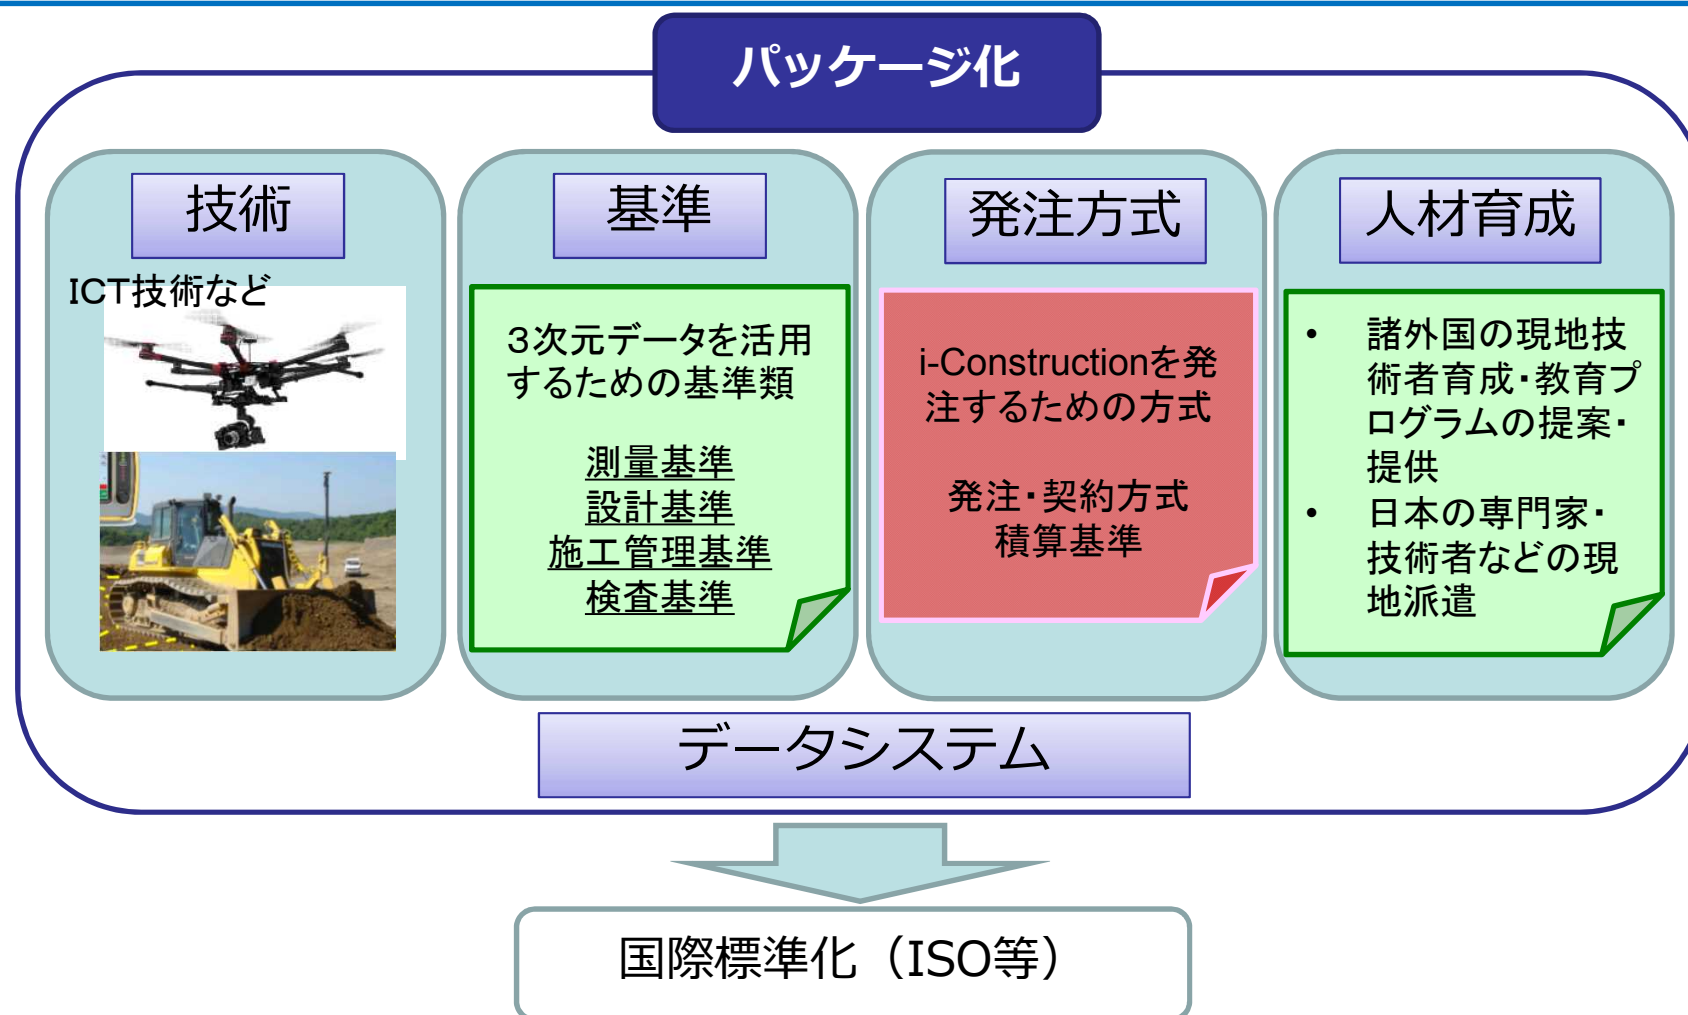 パッケージ化
技術
ICT技術など
基準
３次元データを活用
するための基準類
測量基準
設計基準
施工管理基準
検査基準
発注方式
i-Constructionを発
注するための方式
発注・契約方式
積算基準
人材育成
• 諸外国の現地技
術者育成・教育プ
ログラムの提案・
提供
• 日本の専門家・
技術者などの現
地派遣
データシステム
国際標準化（ISO等）